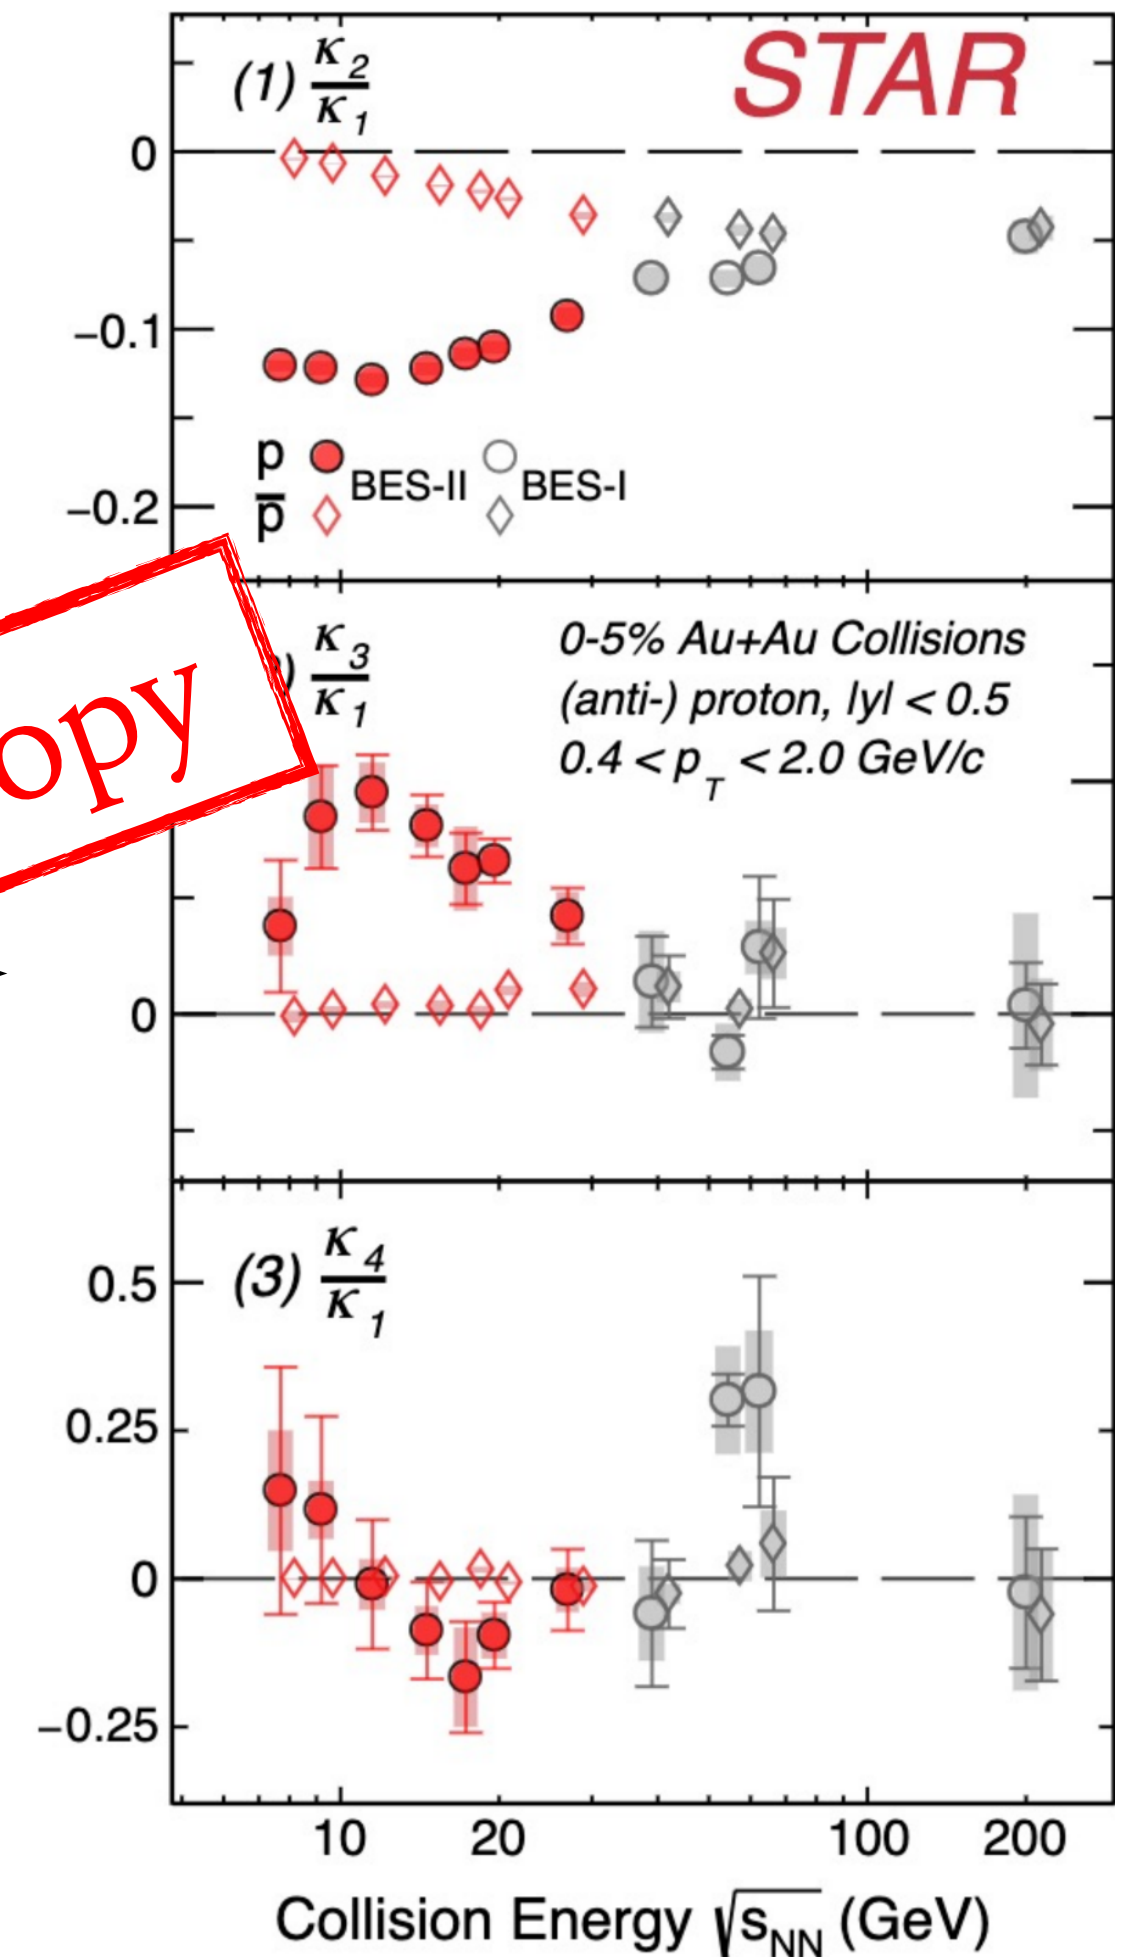 STAR
(1) κ2/κ1
0
−0.1
−0.2
p BES-II BES-I
p̅
opy
) κ3/κ1
0-5% Au+Au Collisions
(anti-) proton, |y| < 0.5
0.4 < pT < 2.0 GeV/c
0
(3) κ4/κ1
0.5
0.25
0
−0.25
10 20 100 200
Collision Energy √sNN (GeV)